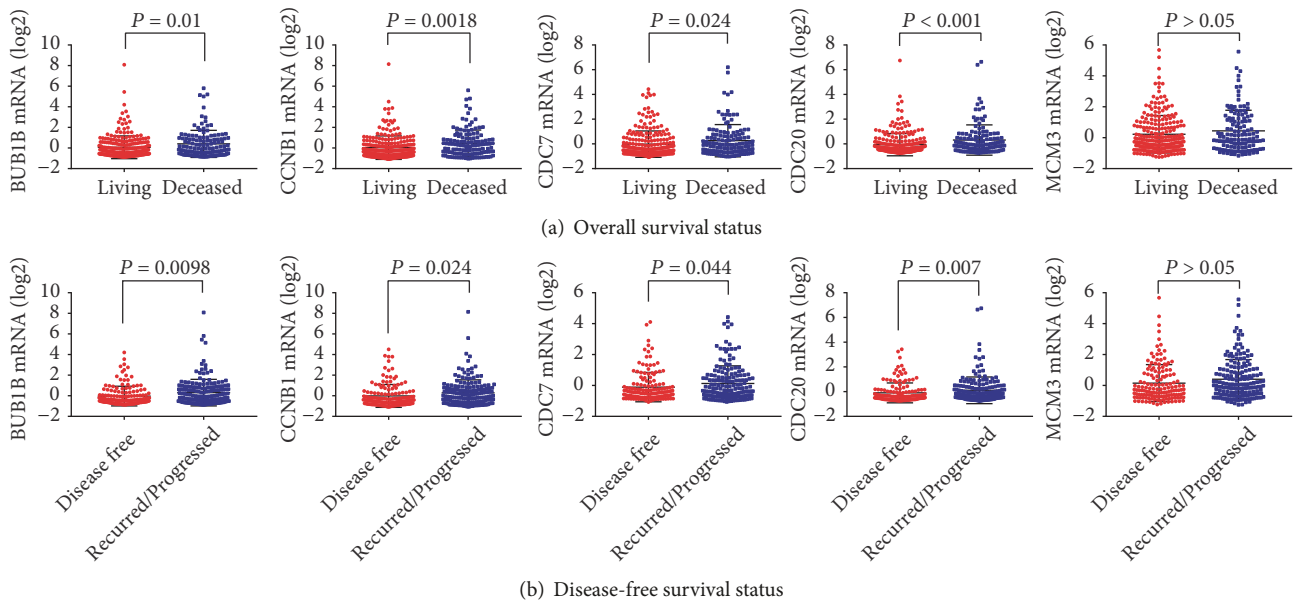 P = 0.01
BUB1B mRNA (log2)
10
8
6
4
2
0
−2
Living Deceased
P = 0.0018
CCNB1 mRNA (log2)
10
8
6
4
2
0
−2
Living Deceased
P = 0.024
CDC7 mRNA (log2)
8
6
4
2
0
−2
Living Deceased
P < 0.001
CDC20 mRNA (log2)
8
6
4
2
0
−2
Living Deceased
P > 0.05
MCM3 mRNA (log2)
6
4
2
0
−2
Living Deceased
(a) Overall survival status
P = 0.0098
BUB1B mRNA (log2)
10
8
6
4
2
0
−2
Disease free
Recurred/Progressed
P = 0.024
CCNB1 mRNA (log2)
10
8
6
4
2
0
−2
Disease free
Recurred/Progressed
P = 0.044
CDC7 mRNA (log2)
6
4
2
0
−2
Disease free
Recurred/Progressed
P = 0.007
CDC20 mRNA (log2)
8
6
4
2
0
−2
Disease free
Recurred/Progressed
P > 0.05
MCM3 mRNA (log2)
6
4
2
0
−2
Disease free
Recurred/Progressed
(b) Disease-free survival status